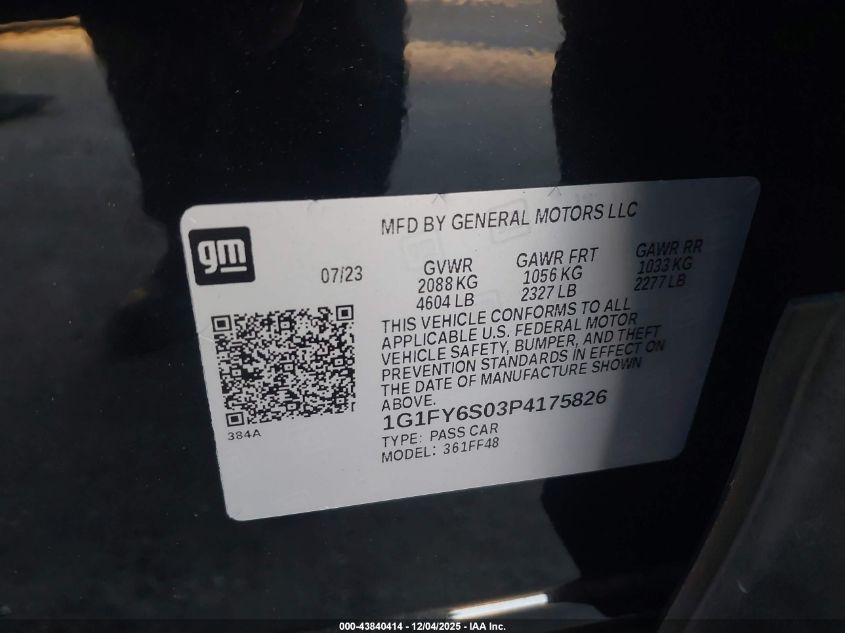 MFD BY GENERAL MOTORS LLC
gm
07/23
GVWR GAWR FRT GAWR RR
2088 KG 1056 KG 1033 KG
4604 LB 2327 LB 2277 LB
THIS VEHICLE CONFORMS TO ALL
APPLICABLE U.S. FEDERAL MOTOR
VEHICLE SAFETY, BUMPER, AND THEFT
PREVENTION STANDARDS IN EFFECT ON
THE DATE OF MANUFACTURE SHOWN
ABOVE.
1G1FY6S03P4175826
384A
TYPE: PASS CAR
MODEL: 361FF48
000-43840414 - 12/04/2025 - IAA Inc.